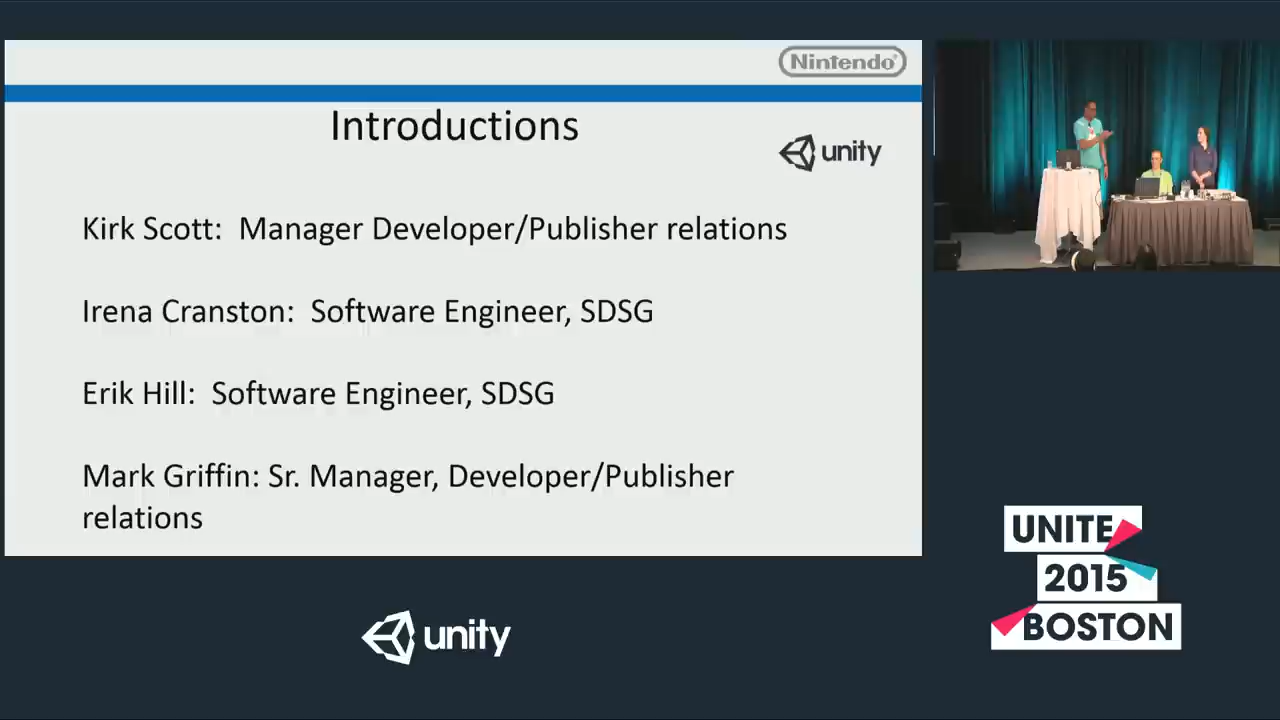 Nintendo
Introductions
unity
Kirk Scott:  Manager Developer/Publisher relations
Irena Cranston:  Software Engineer, SDSG
Erik Hill:  Software Engineer, SDSG
Mark Griffin: Sr. Manager, Developer/Publisher
relations
UNITE
2015
BOSTON
unity